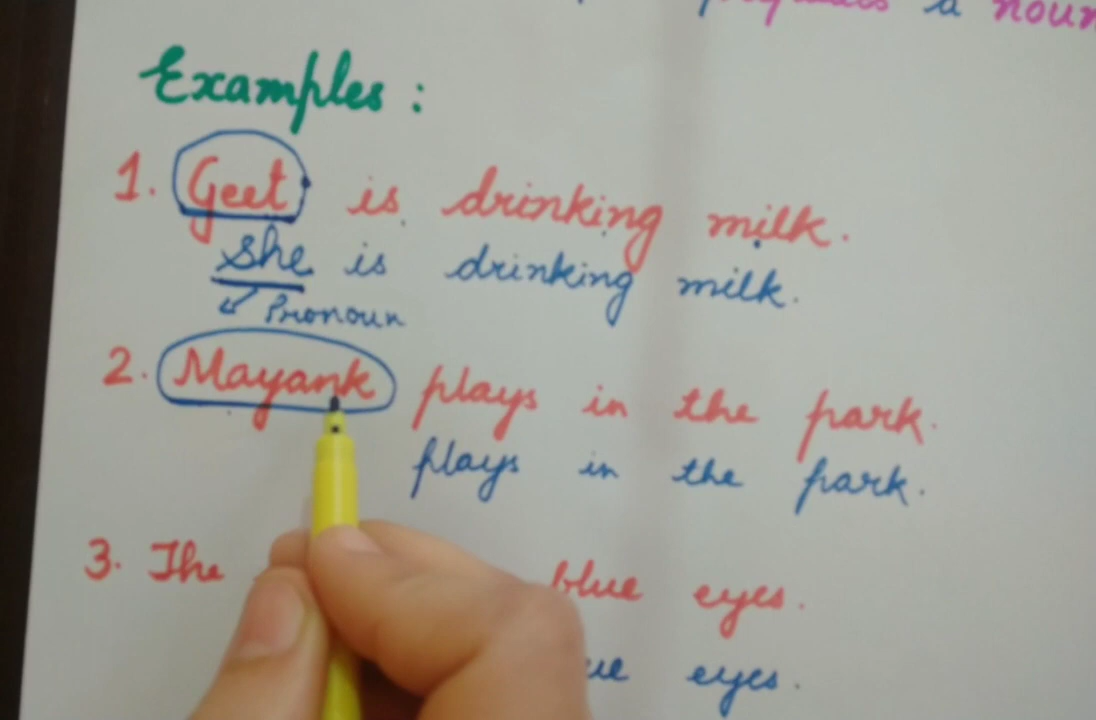 a noun
Examples :
1. Geet is drinking milk.
She is drinking milk.
Pronoun
2. Mayank plays in the park.
plays in the park.
3. The blue eyes.
eyes.